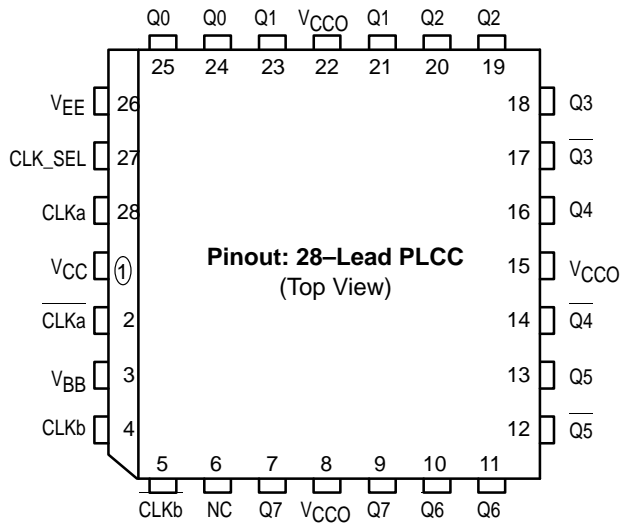 Q0 Q0 Q1 VCCO Q1 Q2 Q2
25 24 23 22 21 20 19
VEE 26
CLK_SEL 27
CLKa 28
VCC 1
CLKa 2
VBB 3
CLKb 4
Pinout: 28–Lead PLCC
(Top View)
18 Q3
17 Q3
16 Q4
15 VCCO
14 Q4
13 Q5
12 Q5
5 6 7 8 9 10 11
CLKb NC Q7 VCCO Q7 Q6 Q6